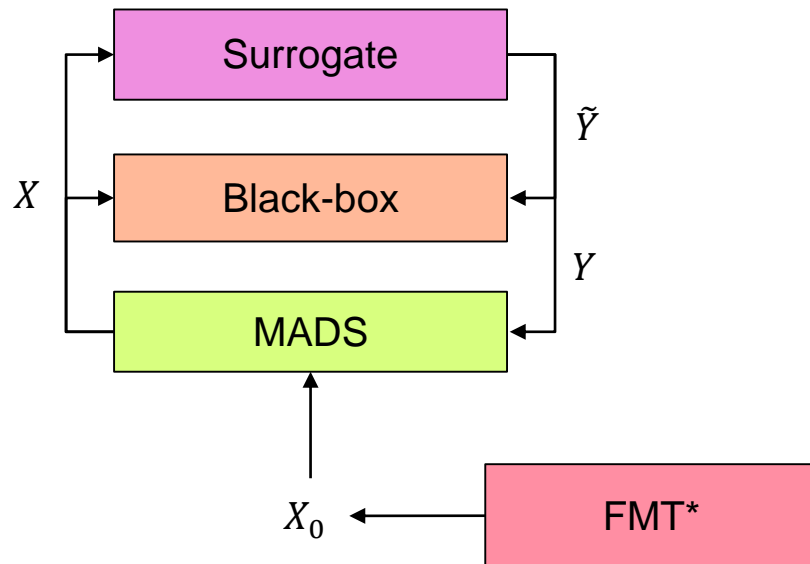 Surrogate
Ỹ
X
Black-box
Y
MADS
X₀
FMT*